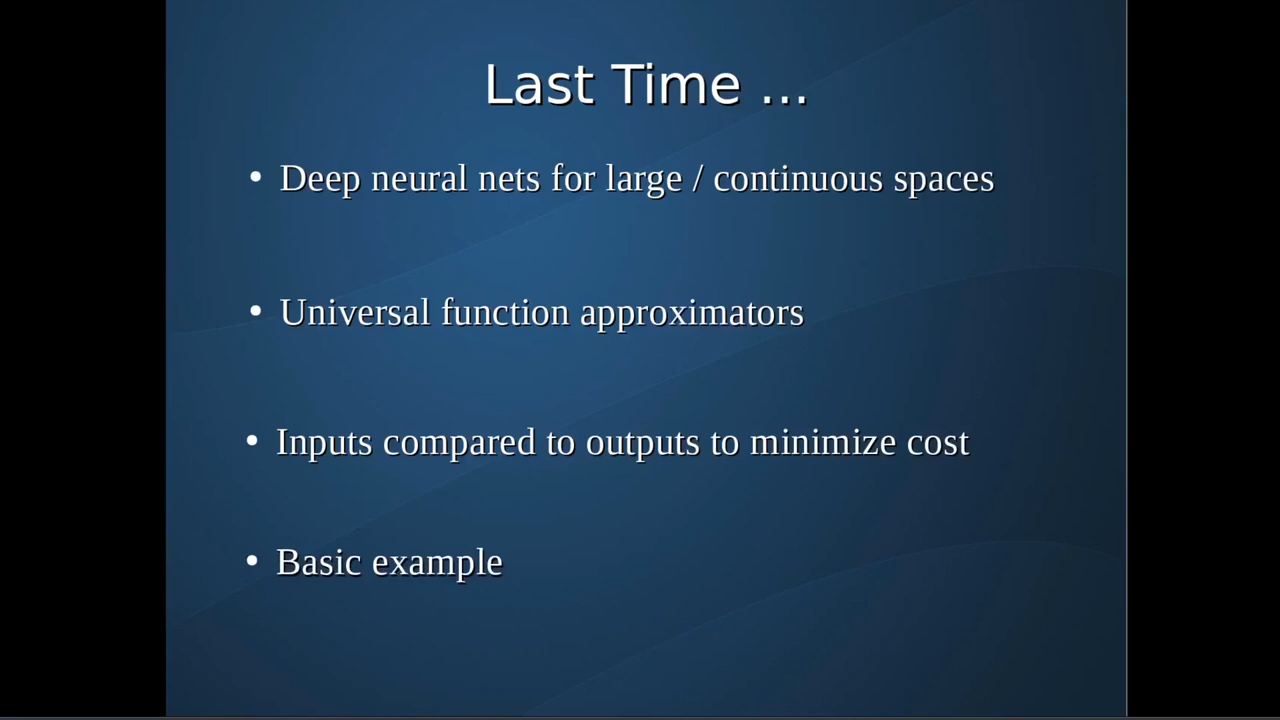 Last Time ...
• Deep neural nets for large / continuous spaces
• Universal function approximators
• Inputs compared to outputs to minimize cost
• Basic example